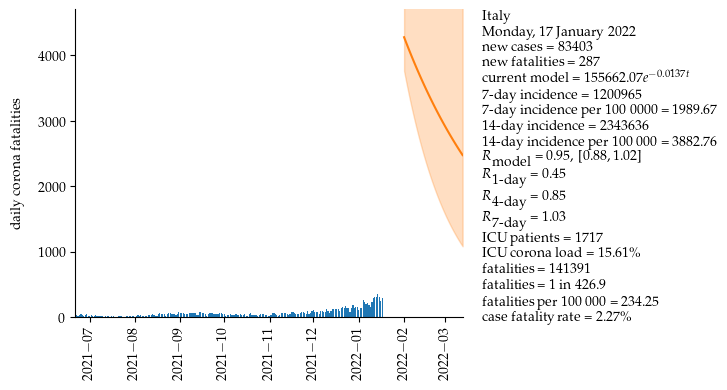 daily corona fatalities
4000
3000
2000
1000
0
2021−07
2021−08
2021−09
2021−10
2021−11
2021−12
2022−01
2022−02
2022−03
Italy
Monday, 17 January 2022
new cases = 83403
new fatalities = 287
current model = 155662.07e^{−0.0137t}
7-day incidence = 1200965
7-day incidence per 100 0000 = 1989.67
14-day incidence = 2343636
14-day incidence per 100 000 = 3882.76
R_model = 0.95, [0.88, 1.02]
R_1-day = 0.45
R_4-day = 0.85
R_7-day = 1.03
ICU patients = 1717
ICU corona load = 15.61%
fatalities = 141391
fatalities = 1 in 426.9
fatalities per 100 000 = 234.25
case fatality rate = 2.27%